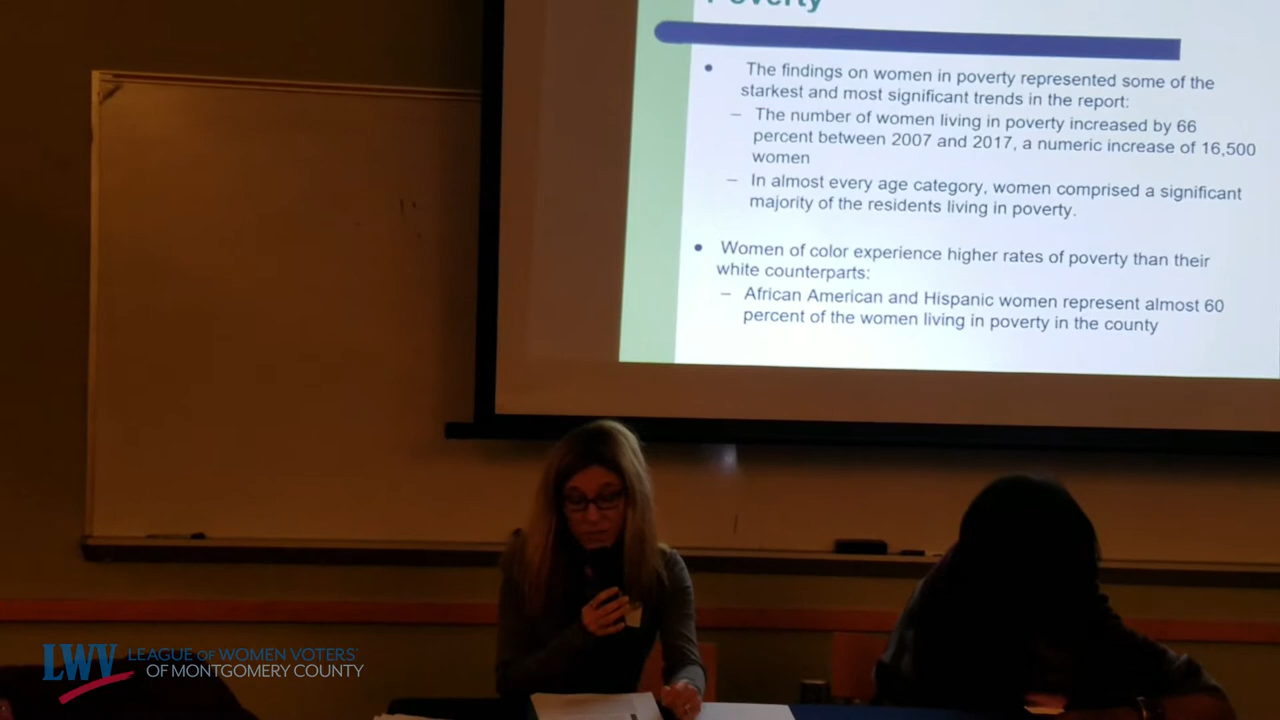 Poverty
• The findings on women in poverty represented some of the
starkest and most significant trends in the report:
– The number of women living in poverty increased by 66
percent between 2007 and 2017, a numeric increase of 16,500
women
– In almost every age category, women comprised a significant
majority of the residents living in poverty.
• Women of color experience higher rates of poverty than their
white counterparts:
– African American and Hispanic women represent almost 60
percent of the women living in poverty in the county
LWV LEAGUE OF WOMEN VOTERS
OF MONTGOMERY COUNTY